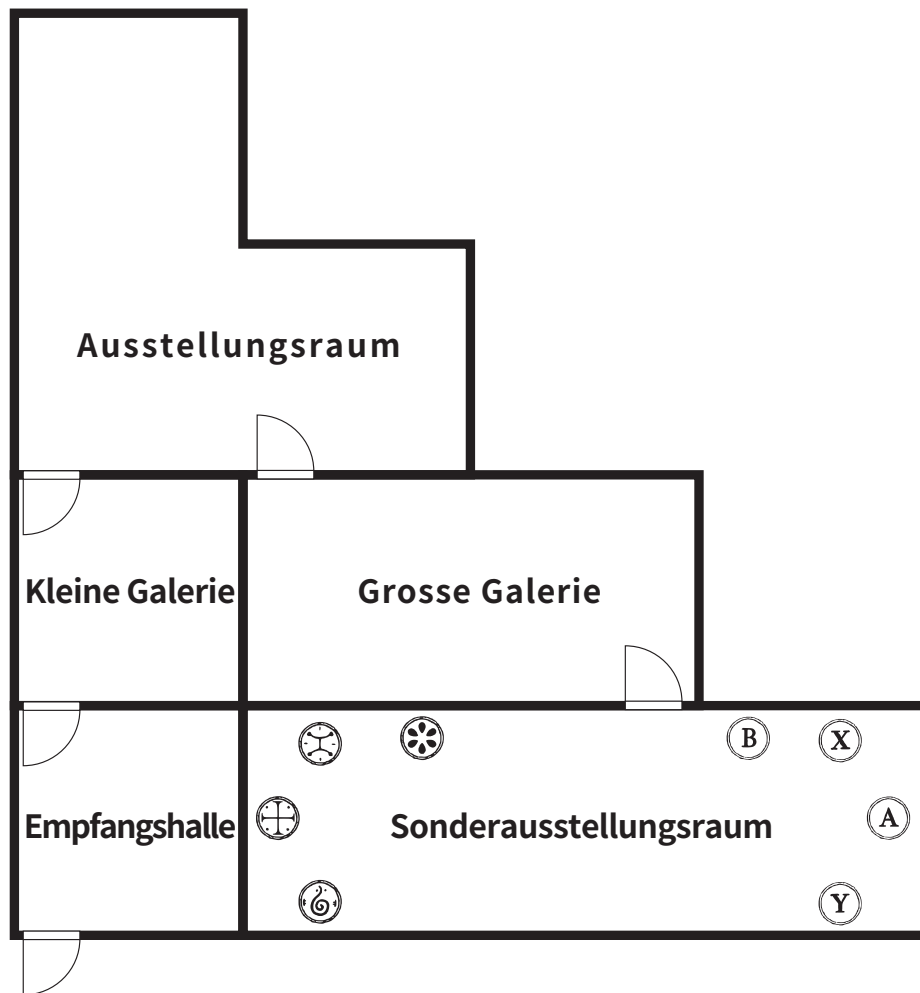 Ausstellungsraum
Kleine Galerie
Grosse Galerie
B
X
Empfangshalle
Sonderausstellungsraum
A
Y